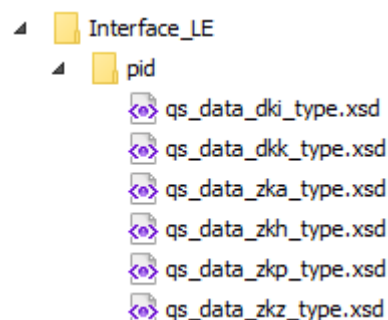 Interface_LE
pid
qs_data_dki_type.xsd
qs_data_dkk_type.xsd
qs_data_zka_type.xsd
qs_data_zkh_type.xsd
qs_data_zkp_type.xsd
qs_data_zkz_type.xsd